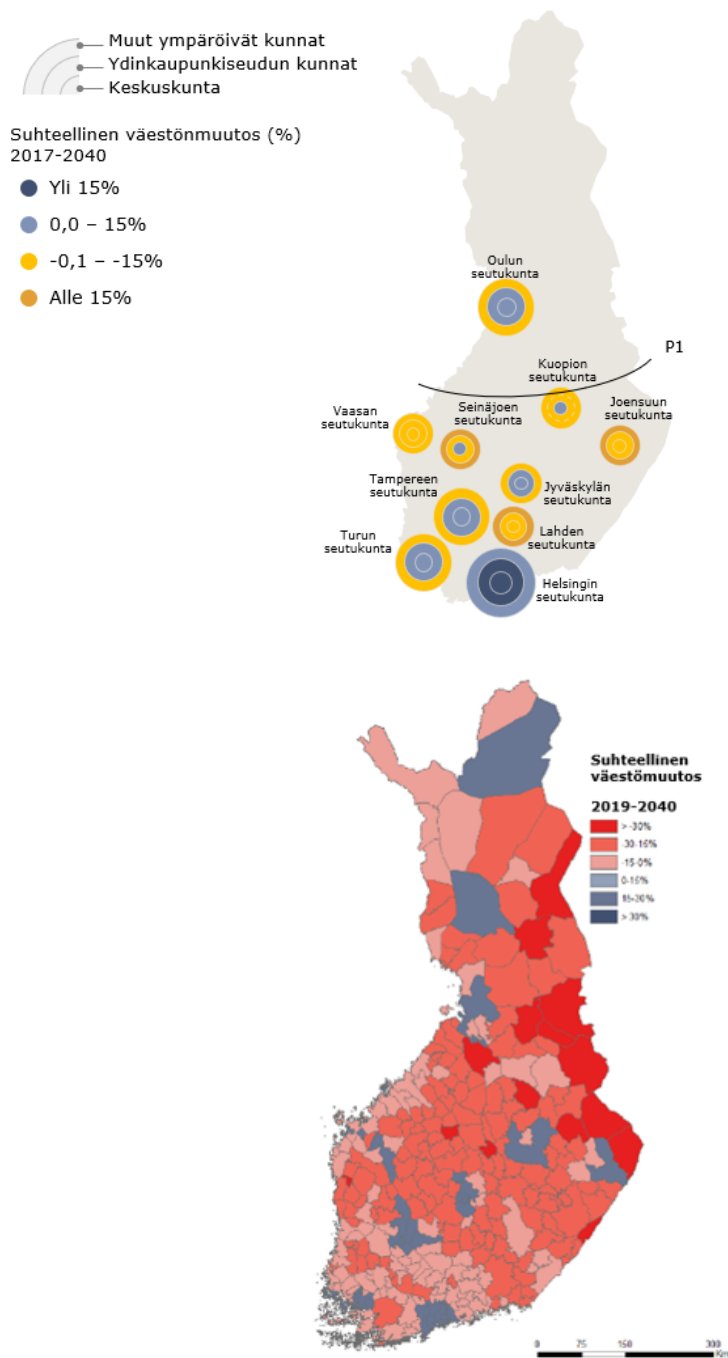 Muut ympäröivät kunnat
Ydinkaupunkiseudun kunnat
Keskuskunta
Suhteellinen väestönmuutos (%)
2017-2040
Yli 15%
0,0 – 15%
-0,1 – -15%
Alle 15%
Oulun
seutukunta
P1
Kuopion
seutukunta
Vaasan
seutukunta
Seinäjoen
seutukunta
Joensuun
seutukunta
Tampereen
seutukunta
Jyväskylän
seutukunta
Turun
seutukunta
Lahden
seutukunta
Helsingin
seutukunta
Suhteellinen
väestömuutos
2019-2040
> -30%
-30-15%
-15-0%
0-15%
15-30%
> 30%
0 75 150 300
Km